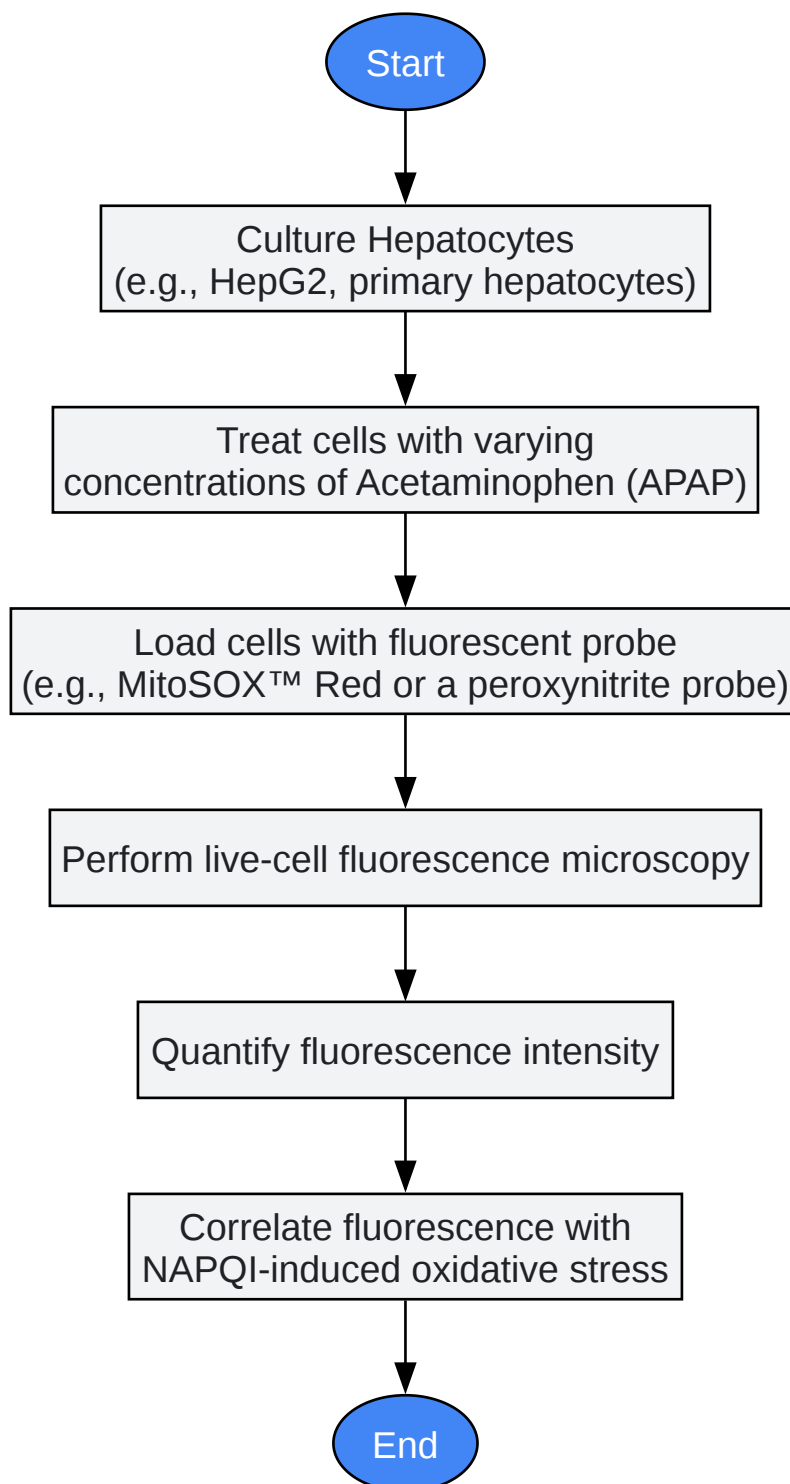 Start
Culture Hepatocytes
(e.g., HepG2, primary hepatocytes)
Treat cells with varying
concentrations of Acetaminophen (APAP)
Load cells with fluorescent probe
(e.g., MitoSOX™ Red or a peroxynitrite probe)
Perform live-cell fluorescence microscopy
Quantify fluorescence intensity
Correlate fluorescence with
NAPQI-induced oxidative stress
End